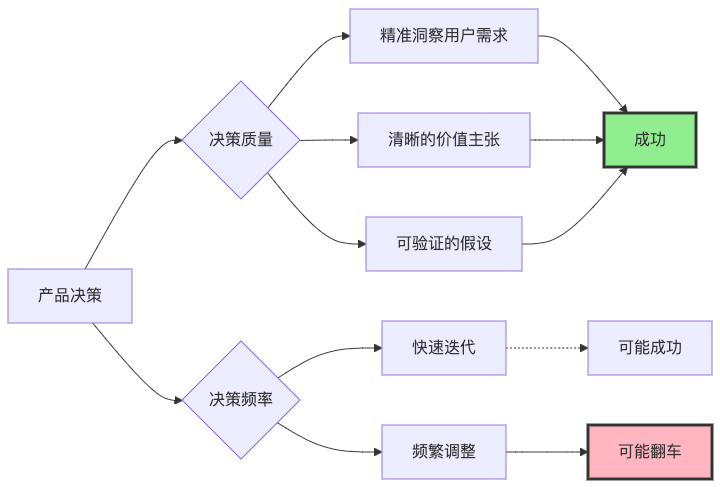 精准洞察用户需求
决策质量
清晰的价值主张
成功
可验证的假设
产品决策
快速迭代
可能成功
决策频率
频繁调整
可能翻车